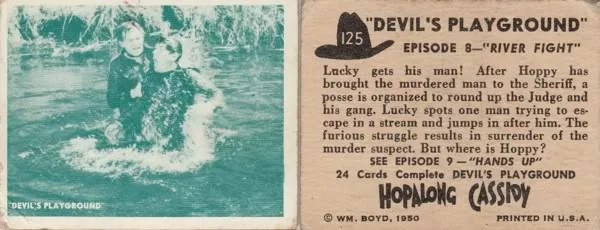 "DEVIL'S PLAYGROUND"
"DEVIL'S PLAYGROUND"
125
EPISODE 8—"RIVER FIGHT"
Lucky gets his man! After Hoppy has
brought the murdered man to the Sheriff, a
posse is organized to round up the Judge and
his gang. Lucky spots one man trying to es-
cape in a stream and jumps in after him. The
furious struggle results in surrender of the
murder suspect. But where is Hoppy?
SEE EPISODE 9—"HANDS UP"
24 Cards Complete DEVIL'S PLAYGROUND
HOPALONG CASSIDY
© WM. BOYD, 1950 PRINTED IN U.S.A.